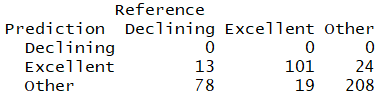 Reference
Prediction Declining Excellent Other
Declining 0 0 0
Excellent 13 101 24
Other 78 19 208